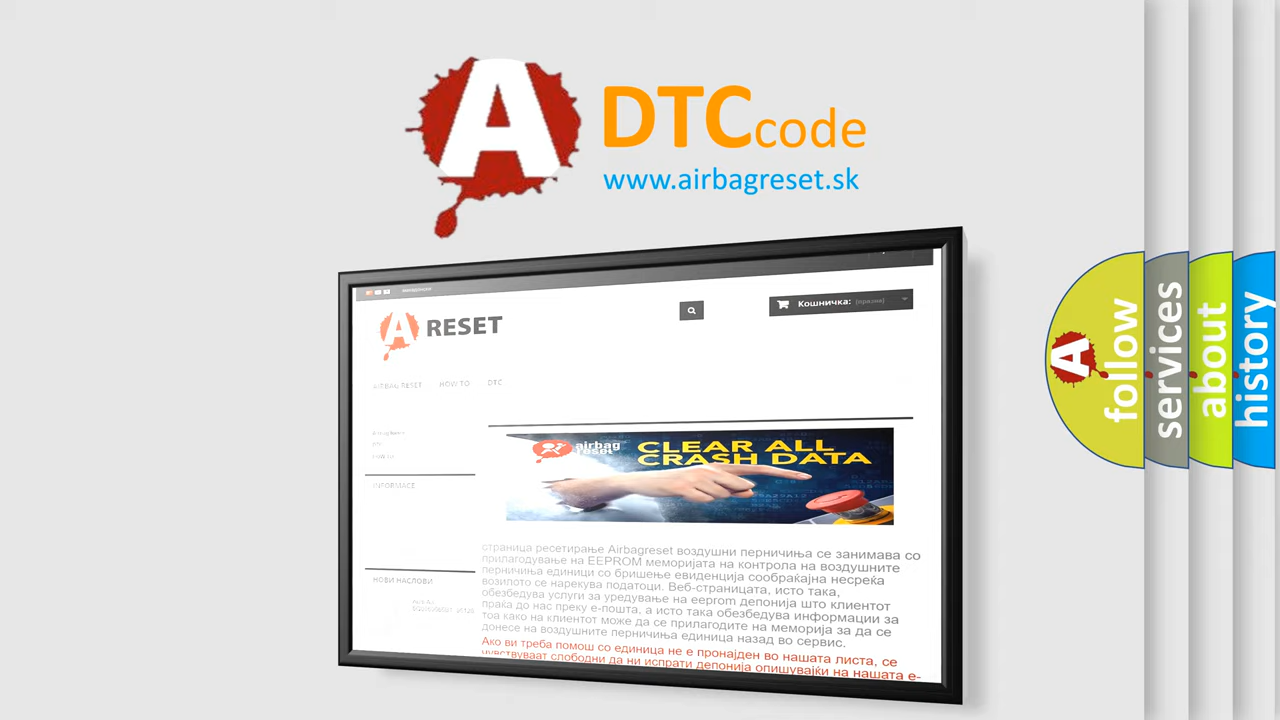 A DTC code
www.airbagreset.sk
Кошничка: (празни)
A RESET
AIRBAG RESET HOW TO DTC
airbag
reset
CLEAR ALL
CRASH DATA
INFORMACE
страница ресетирање Airbagreset воздушни перничиња се занимава со
прилагодување на EEPROM меморијата на контрола на воздушните
перничиња единици со бришење евиденција сообраќајна несреќа
возилото се нарекува податоци. Веб-страницата, исто така,
обезбедува услуги за уредување на eeprom депонија што клиентот
праќа до нас преку е-пошта, а исто така обезбедува информации за
тоа како на клиентот може да се прилагодите на меморија за да се
донесе на воздушните перничиња единица назад во сервис.
НОВИ НАСЛОВИ
Ако ви треба помош со единица не е пронајден во нашата листа, се
чувствуваат слободни да ни испрати депонија опишувајќи на нашата е-
A follow
services
about
history